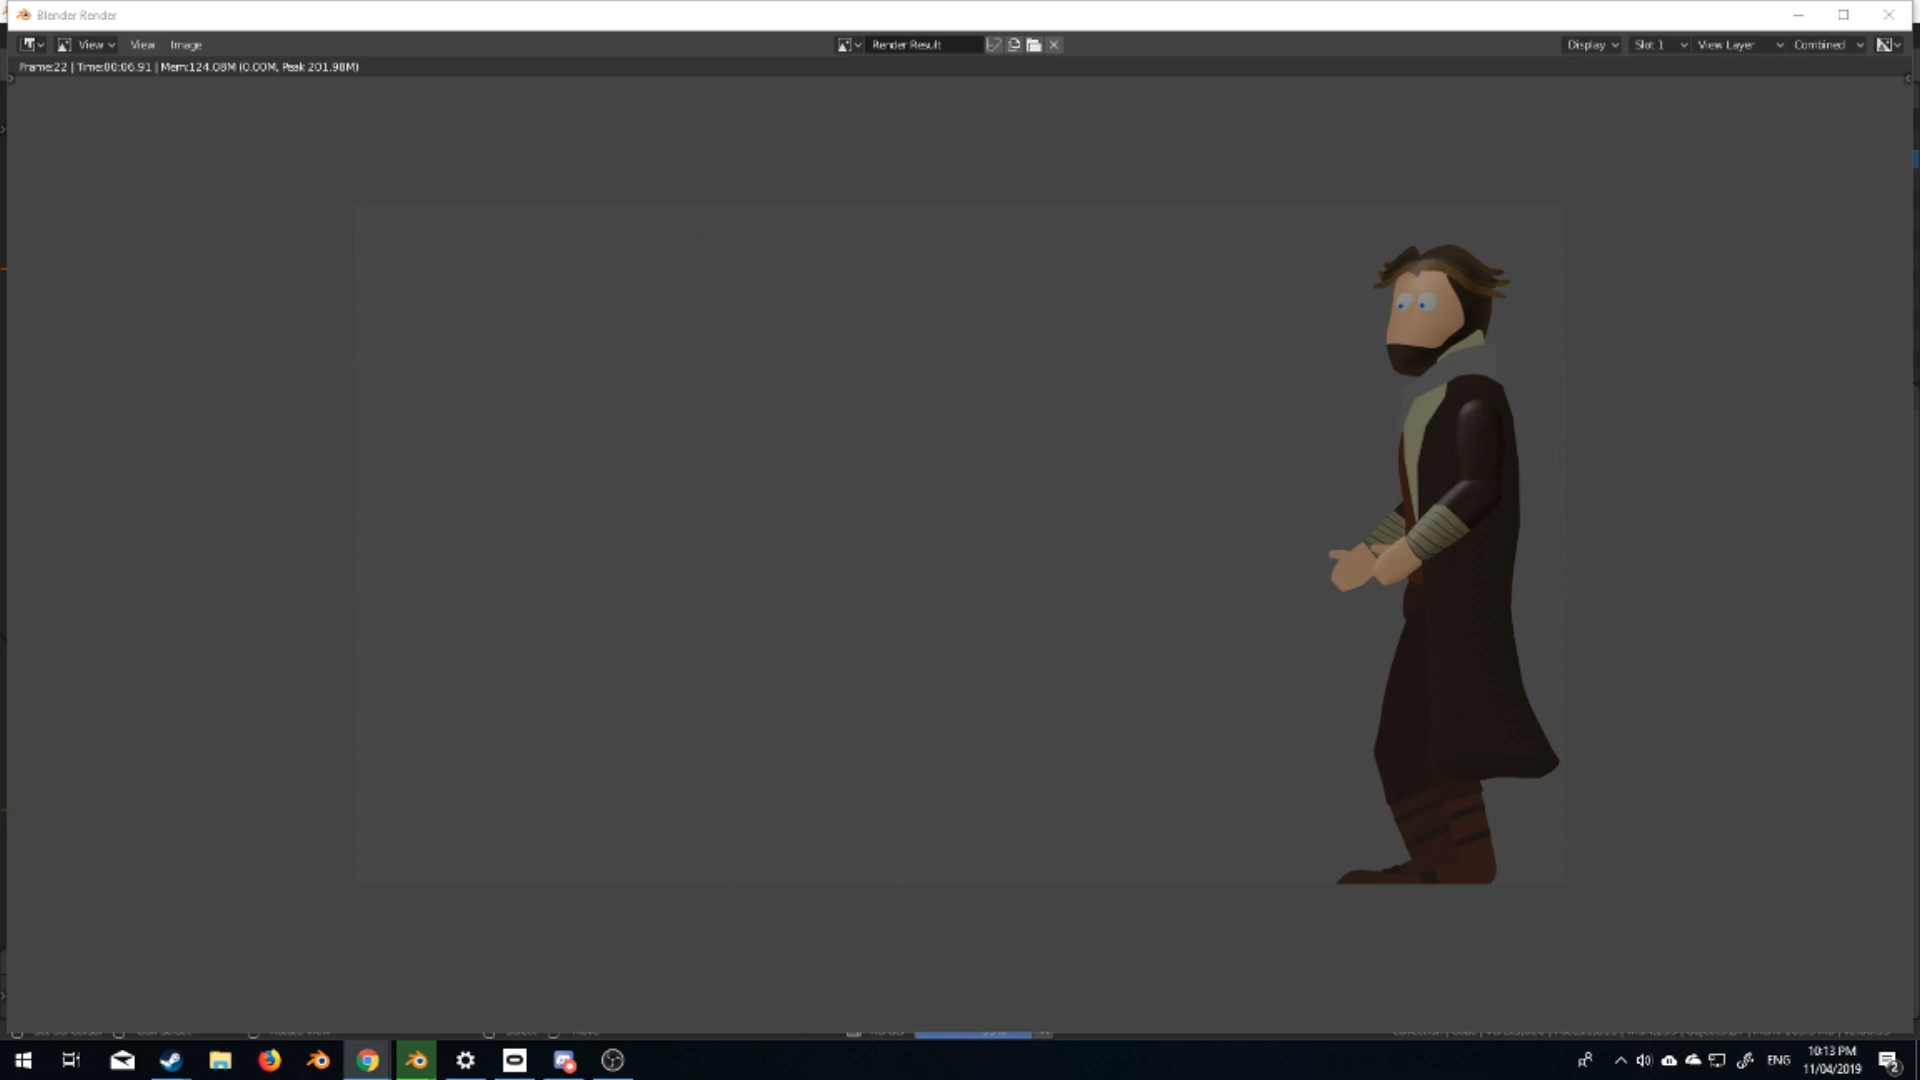 Blender Render
View View Image Render Result Display Slot 1 View Layer Combined
Frame:22 | Time:00:06.91 | Mem:124.08M (0.00M, Peak 201.98M)
ENG 10:13 PM
11/04/2019 2